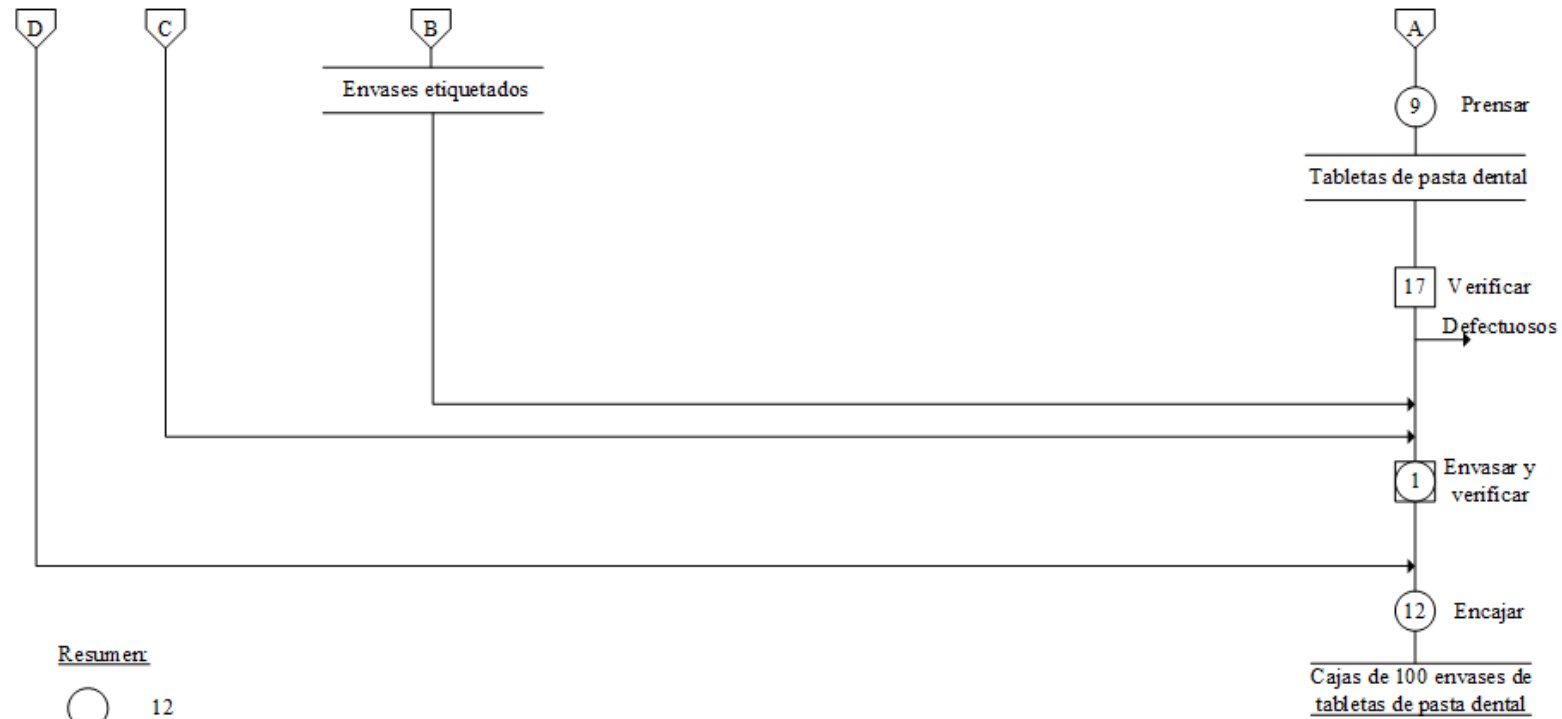 D
C
B
A
Envases etiquetados
9
Prensar
Tabletas de pasta dental
17
Verificar
Defectuosos
1
Envasar y
verificar
12
Encajar
Resumen:
12
Cajas de 100 envases de
tabletas de pasta dental